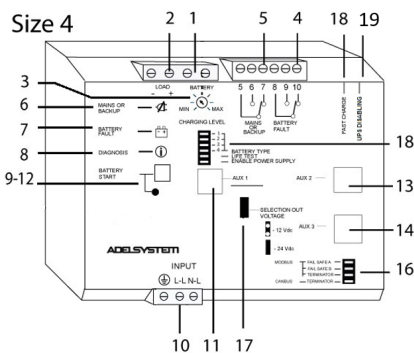 Size 4
2 1 5 4 18 19
LOAD
- +
BATTERY
- +
5 6 7 8 9 10
MIN MAX
CHARGING LEVEL
MAINS OR BACKUP
BATTERY FAULT
FAST CHARGE
UPS DISABLING
3
6 MAINS OR
BACKUP
7 BATTERY
FAULT
8 DIAGNOSIS
9-12 BATTERY
START
1
2
3
4
BATTERY TYPE
LIFE TEST
ENABLE POWER SUPPLY
18
AUX 1
AUX 2
13
AUX 3
14
SELECTION OUT
VOLTAGE
- 12 Vdc
- 24 Vdc
ADELSYSTEM
INPUT
L-L N-L
MODBUS
FAIL SAFE A
FAIL SAFE B
TERMINATOR
CANBUS TERMINATOR
16
10 11 17